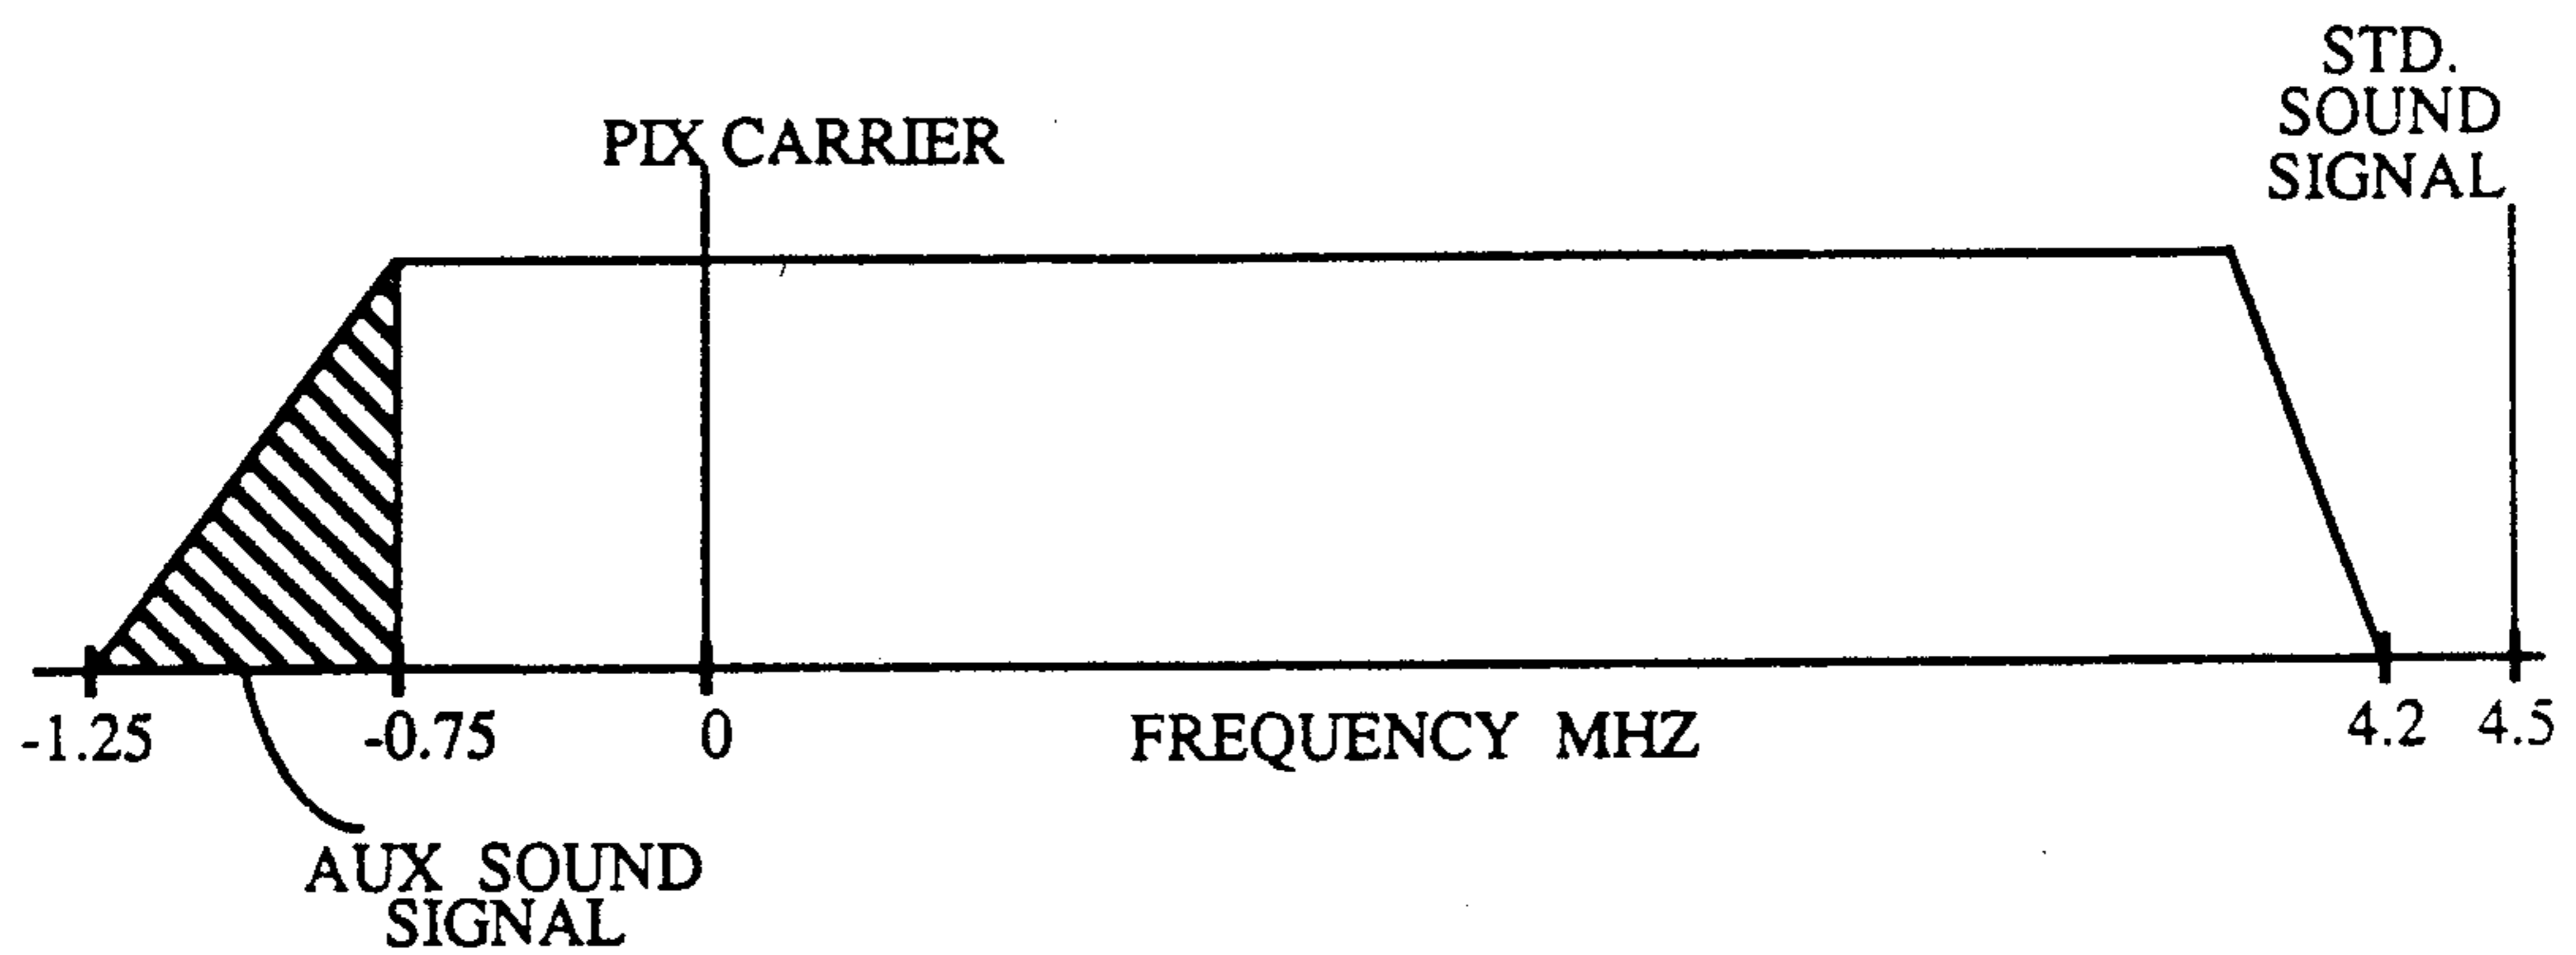 STD.
SOUND
SIGNAL
PIX CARRIER
-1.25
-0.75
0
FREQUENCY MHZ
4.2
4.5
AUX SOUND
SIGNAL